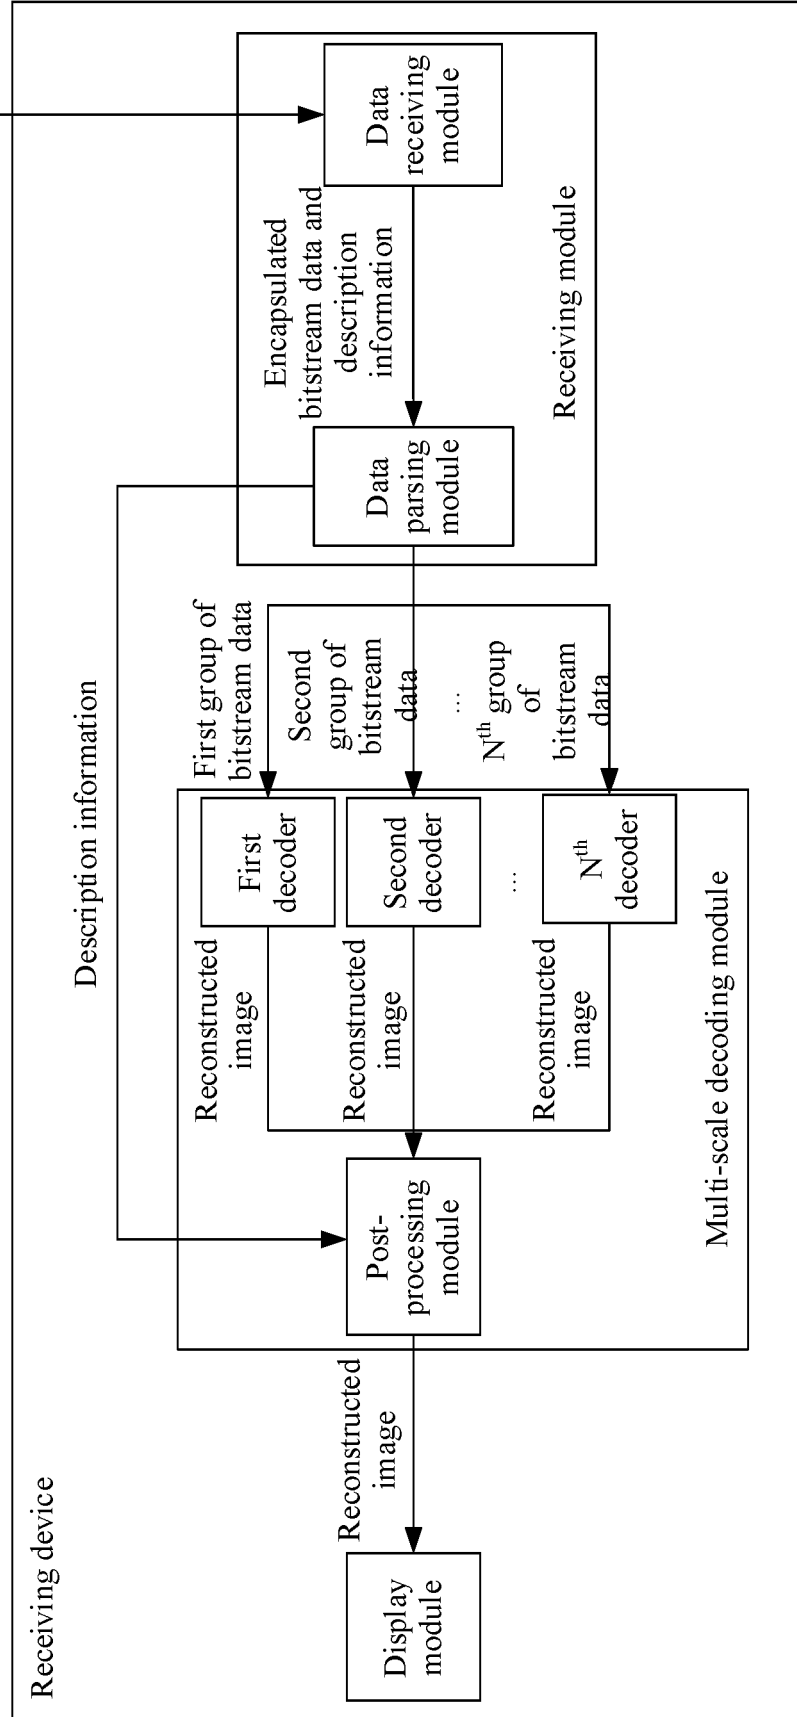 Receiving device
Data
receiving
module
Encapsulated
bitstream data and
description
information
Data
parsing
module
Receiving module
Description information
First group of
bitstream data
Second
group of
bitstream
data
...
Nth group
of
bitstream
data
First
decoder
Second
decoder
...
Nth
decoder
Reconstructed
image
Reconstructed
image
Reconstructed
image
Post-
processing
module
Multi-scale decoding module
Reconstructed
image
Display
module